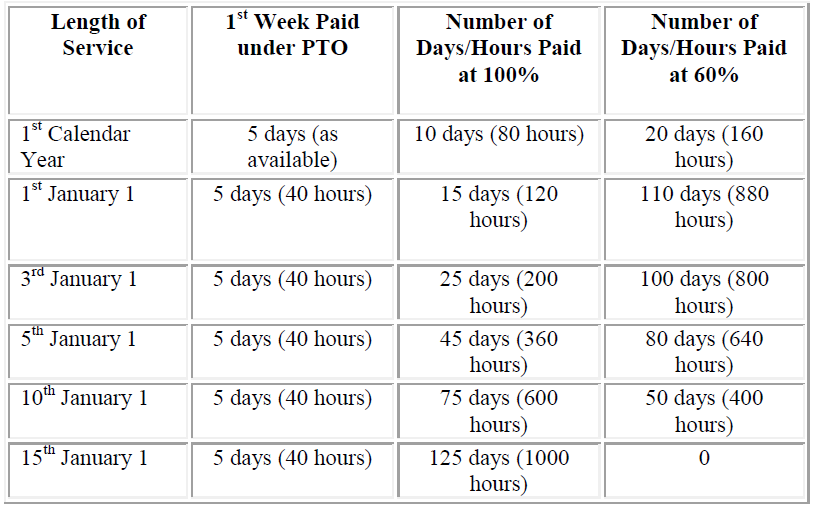 Length of Service | 1st Week Paid under PTO | Number of Days/Hours Paid at 100% | Number of Days/Hours Paid at 60%
1st Calendar Year | 5 days (as available) | 10 days (80 hours) | 20 days (160 hours)
1st January 1 | 5 days (40 hours) | 15 days (120 hours) | 110 days (880 hours)
3rd January 1 | 5 days (40 hours) | 25 days (200 hours) | 100 days (800 hours)
5th January 1 | 5 days (40 hours) | 45 days (360 hours) | 80 days (640 hours)
10th January 1 | 5 days (40 hours) | 75 days (600 hours) | 50 days (400 hours)
15th January 1 | 5 days (40 hours) | 125 days (1000 hours) | 0